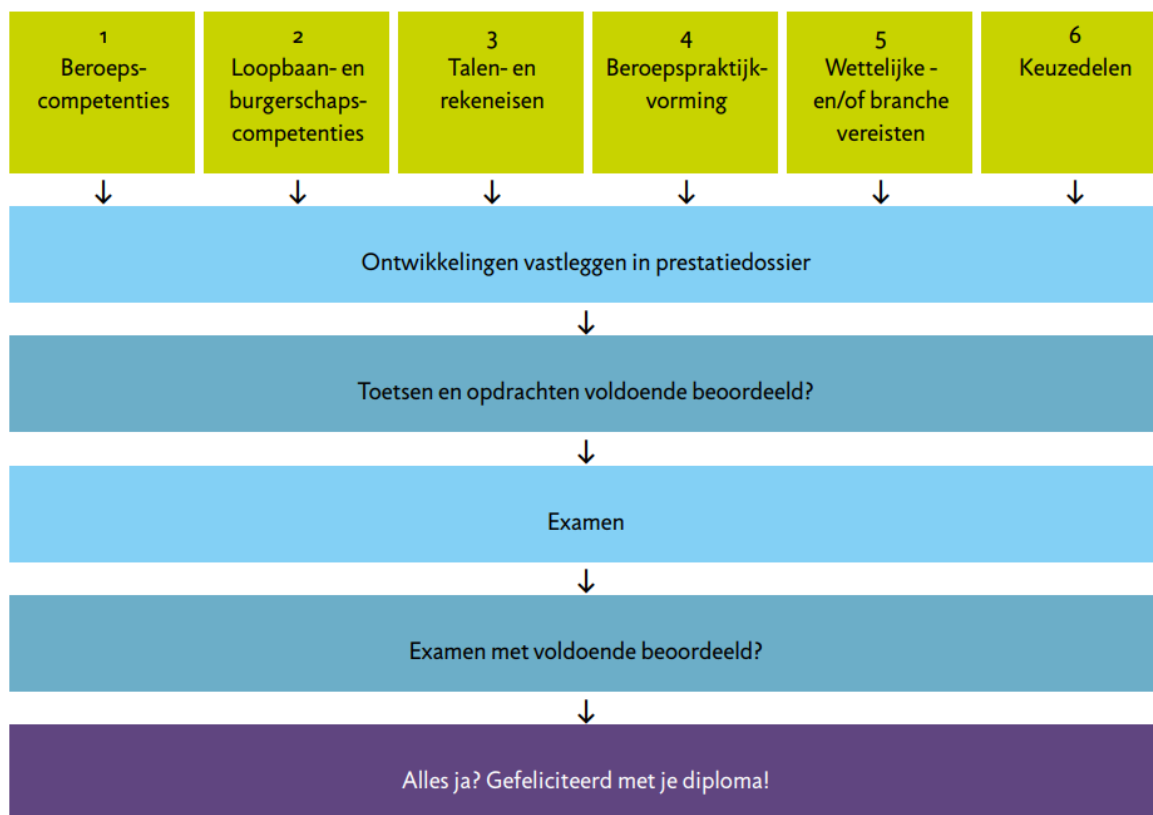 1
Beroeps-
competenties
2
Loopbaan- en
burgerschaps-
competenties
3
Talen- en
rekeneisen
4
Beroepspraktijk-
vorming
5
Wettelijke -
en/of branche
vereisten
6
Keuzedelen
Ontwikkelingen vastleggen in prestatiedossier
Toetsen en opdrachten voldoende beoordeeld?
Examen
Examen met voldoende beoordeeld?
Alles ja? Gefeliciteerd met je diploma!